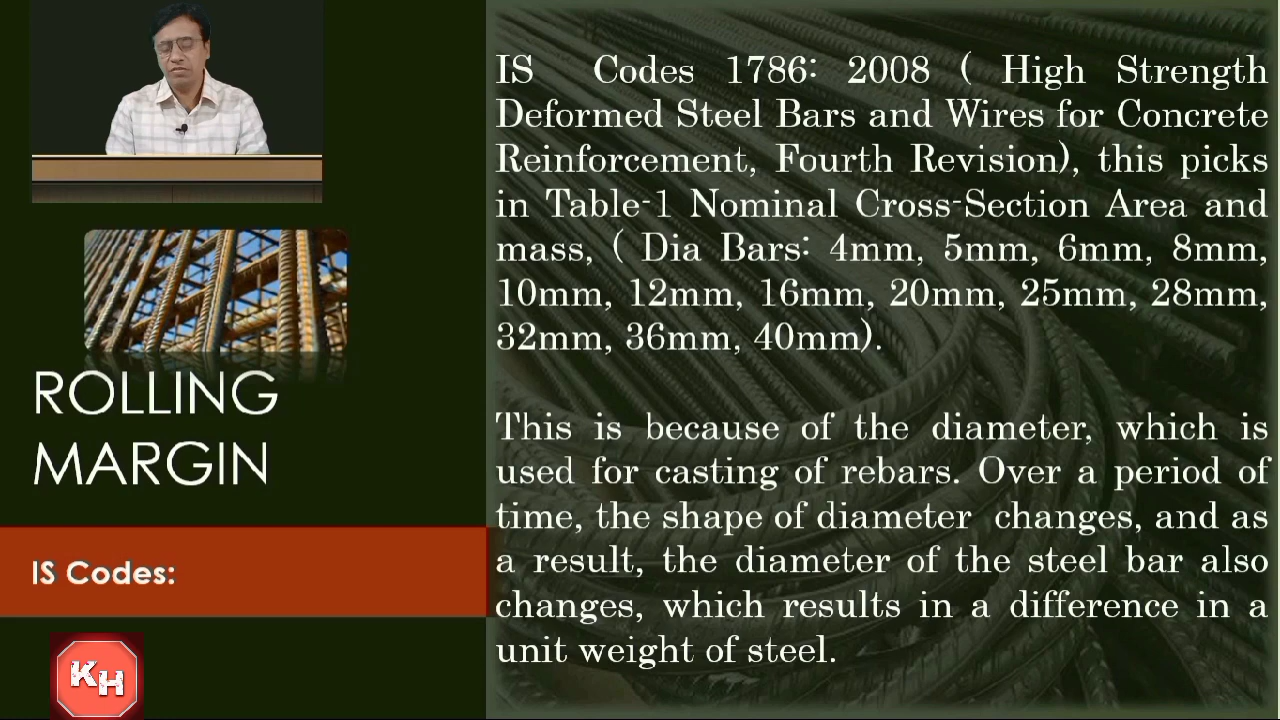 ROLLING
MARGIN
IS Codes:
KH
IS Codes 1786: 2008 ( High Strength
Deformed Steel Bars and Wires for Concrete
Reinforcement, Fourth Revision), this picks
in Table-1 Nominal Cross-Section Area and
mass, ( Dia Bars: 4mm, 5mm, 6mm, 8mm,
10mm, 12mm, 16mm, 20mm, 25mm, 28mm,
32mm, 36mm, 40mm).
This is because of the diameter, which is
used for casting of rebars. Over a period of
time, the shape of diameter changes, and as
a result, the diameter of the steel bar also
changes, which results in a difference in a
unit weight of steel.